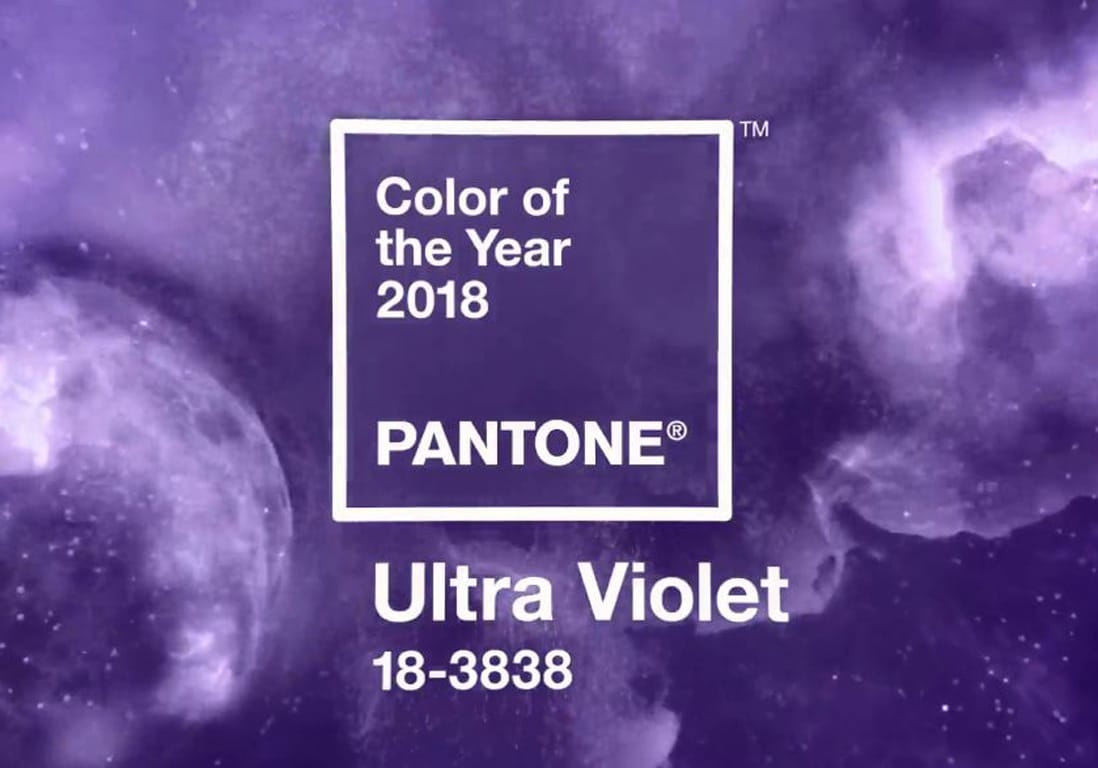 TM
Color of
the Year
2018
PANTONE®
Ultra Violet
18-3838